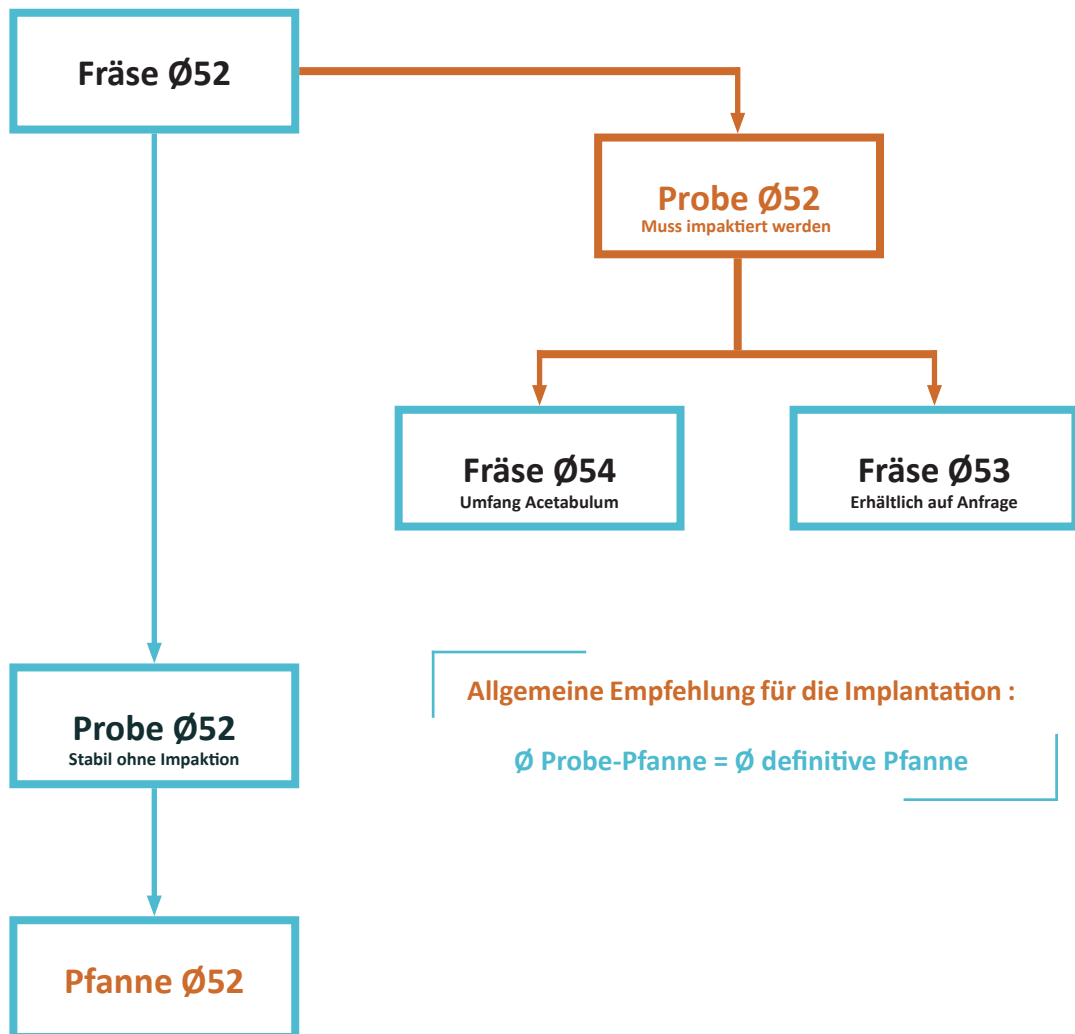 Fräse Ø52
Probe Ø52
Muss impaktiert werden
Fräse Ø54
Umfang Acetabulum
Fräse Ø53
Erhältlich auf Anfrage
Probe Ø52
Stabil ohne Impaktion
Allgemeine Empfehlung für die Implantation :
Ø Probe-Pfanne = Ø definitive Pfanne
Pfanne Ø52